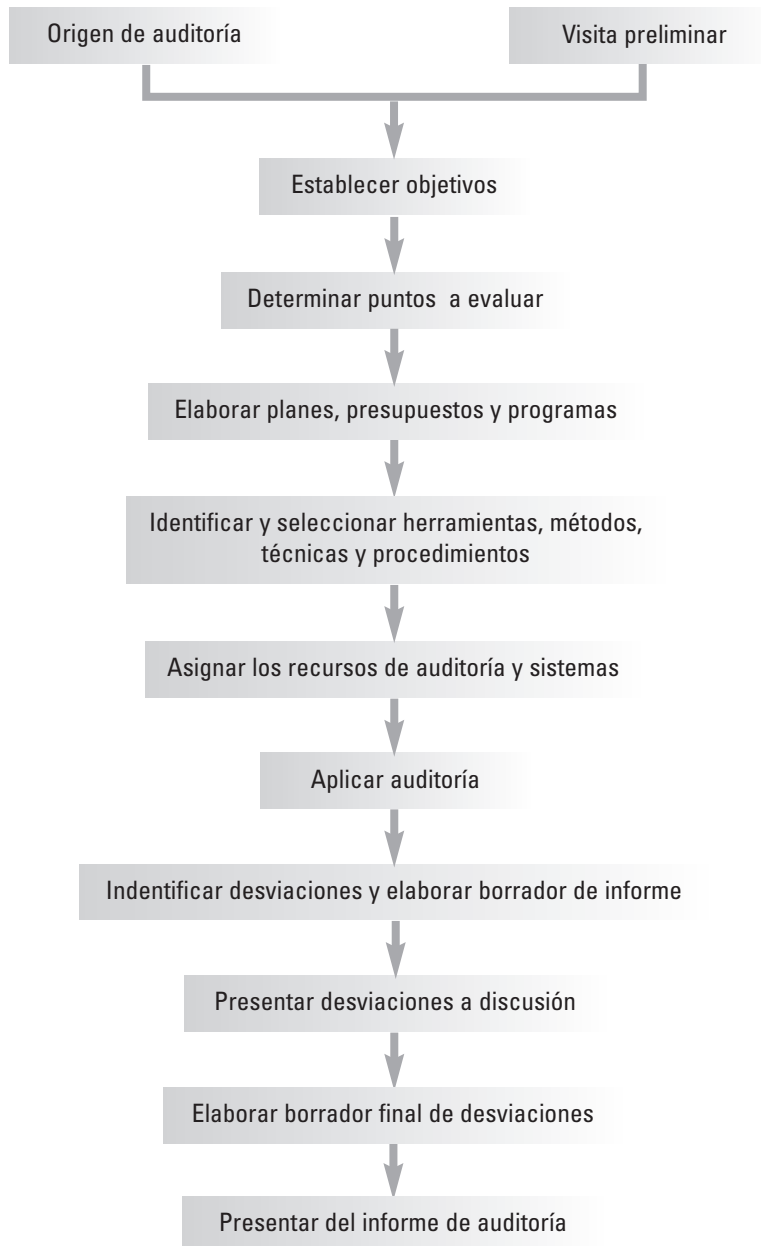 Origen de auditoría
Visita preliminar
Establecer objetivos
Determinar puntos a evaluar
Elaborar planes, presupuestos y programas
Identificar y seleccionar herramientas, métodos,
técnicas y procedimientos
Asignar los recursos de auditoría y sistemas
Aplicar auditoría
Indentificar desviaciones y elaborar borrador de informe
Presentar desviaciones a discusión
Elaborar borrador final de desviaciones
Presentar del informe de auditoría